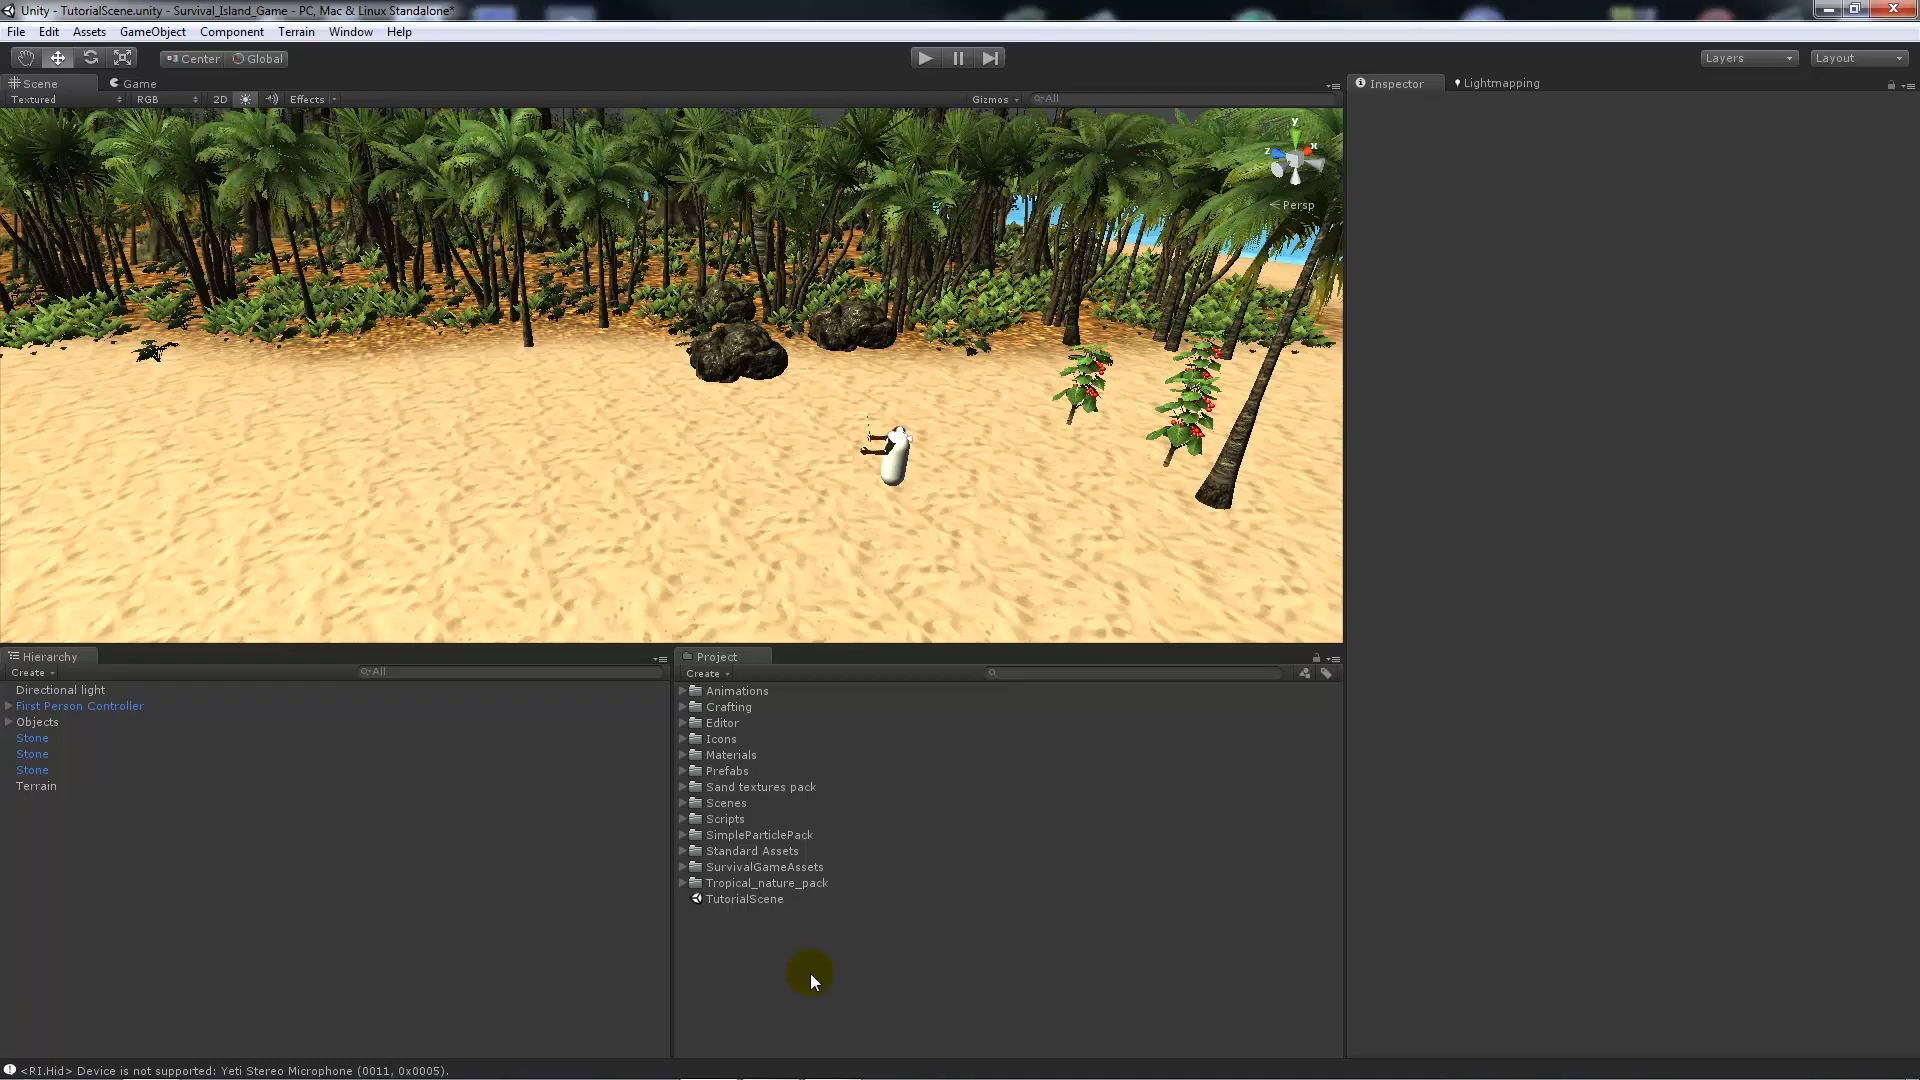 Unity - TutorialScene.unity - Survival_Island_Game - PC, Mac & Linux Standalone*
File Edit Assets GameObject Component Terrain Window Help
Center Global Layers Layout
Scene Game Inspector Lightmapping
Textured RGB 2D Effects Gizmos All
y
z x
Persp
Hierarchy
Create All
Directional light
First Person Controller
Objects
Stone
Stone
Stone
Terrain
Project
Create
Animations
Crafting
Editor
Icons
Materials
Prefabs
Sand textures pack
Scenes
Scripts
SimpleParticlePack
Standard Assets
SurvivalGameAssets
Tropical_nature_pack
TutorialScene
<RI.Hid> Device is not supported: Yeti Stereo Microphone (0011, 0x0005).